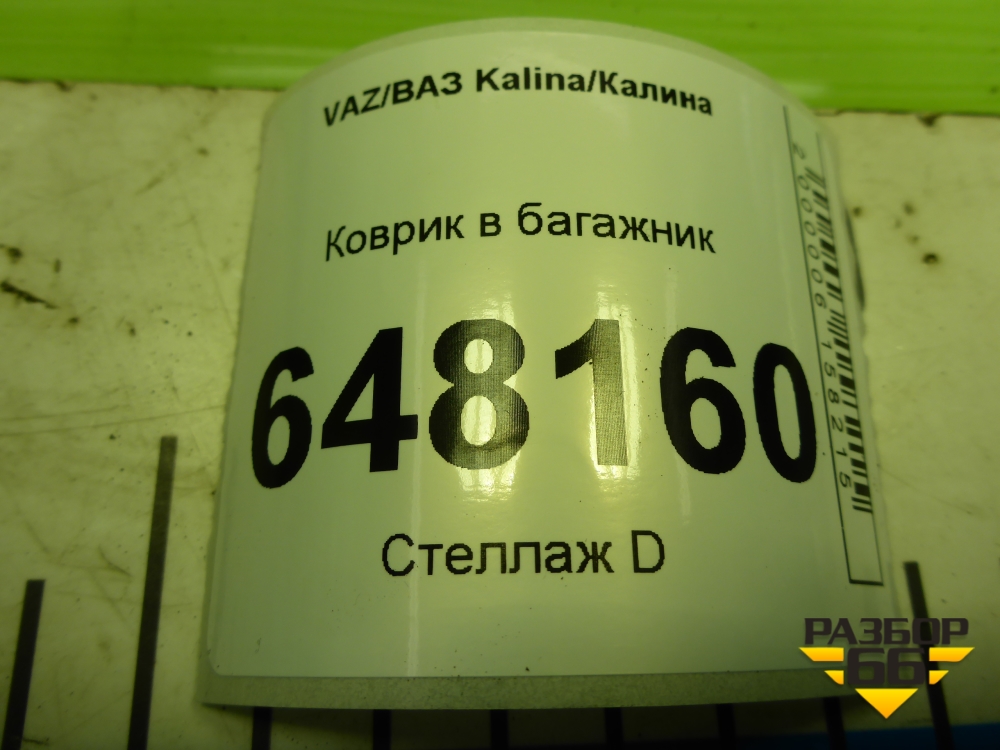 VAZ/ВАЗ Kalina/Калина
Коврик в багажник
648160
Стеллаж D
2000006158215
РАЗБОР
66